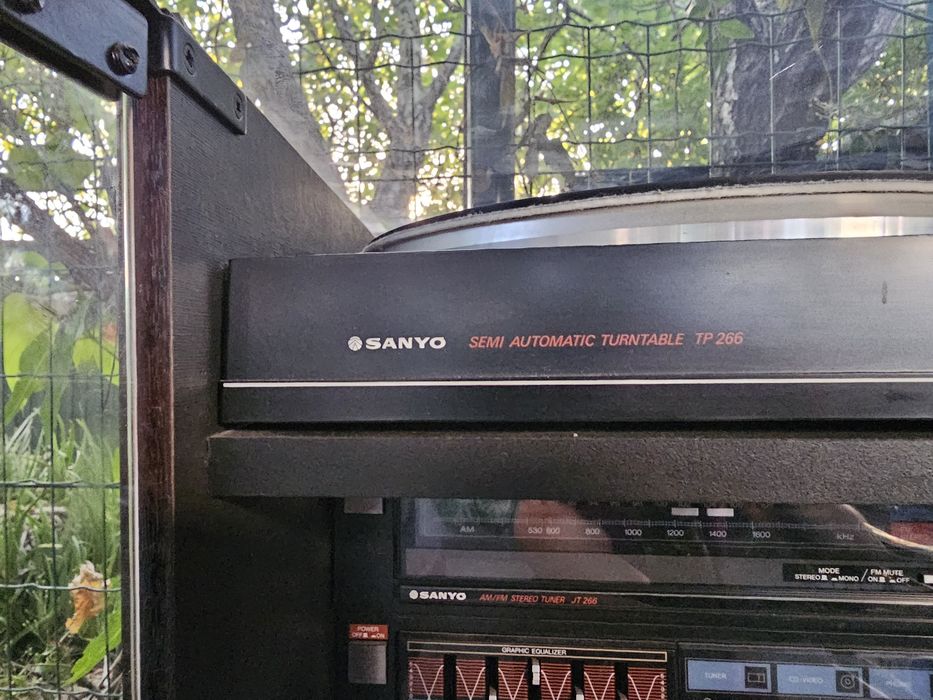 SANYO SEMI AUTOMATIC TURNTABLE TP 266
AM 530 600 800 1000 1200 1400 1600 kHz
MODE
STEREO MONO / FM MUTE
ON OFF
SANYO AM/FM STEREO TUNER JT 266
POWER
OFF ON
GRAPHIC EQUALIZER
TUNER CD·VIDEO PHONO